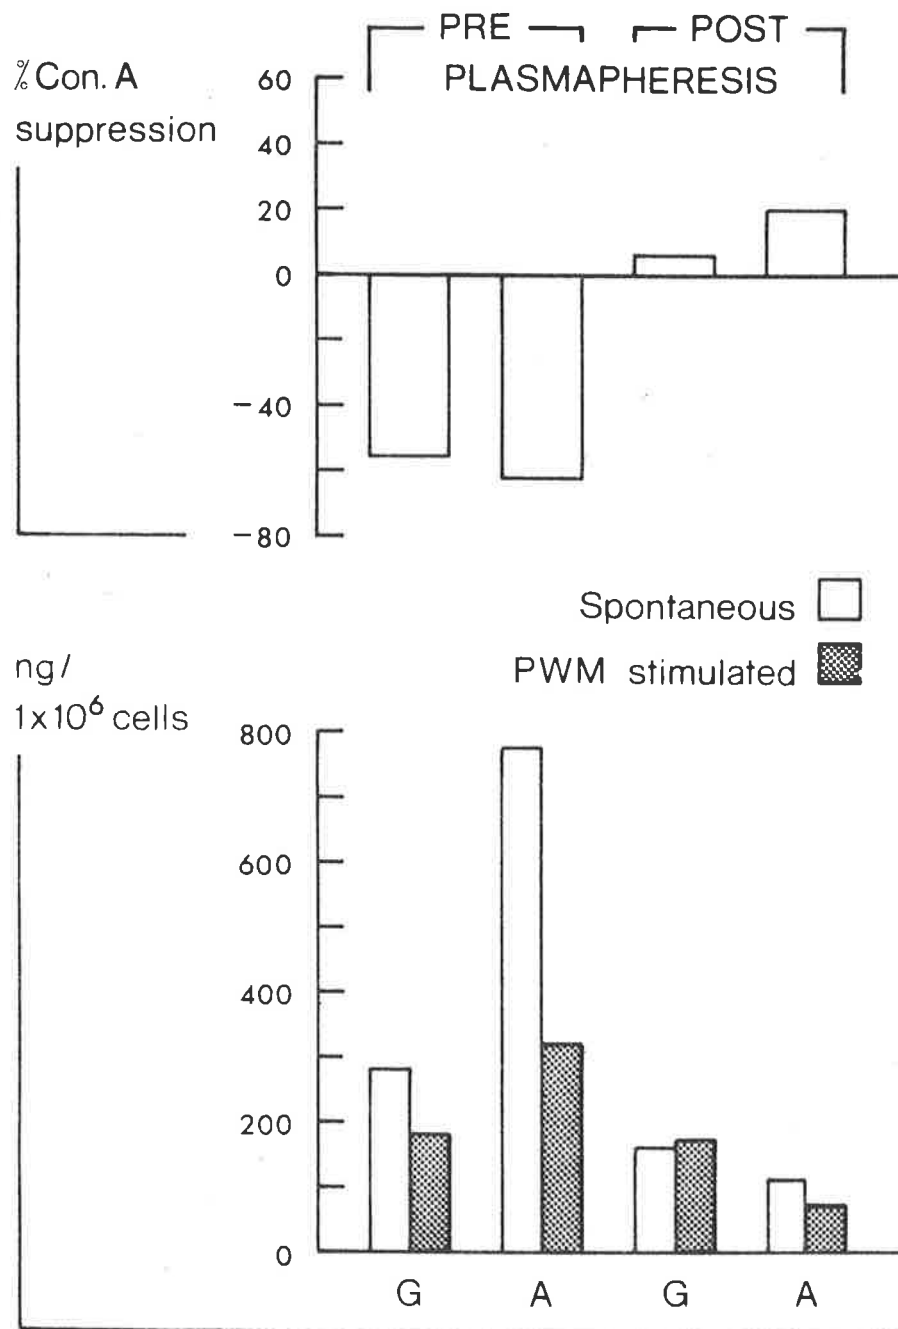 PRE POST
PLASMAPHERESIS
% Con. A
suppression
60
40
20
0
−40
−80
Spontaneous
PWM stimulated
ng/
1x10⁶ cells
800
600
400
200
0
G A G A